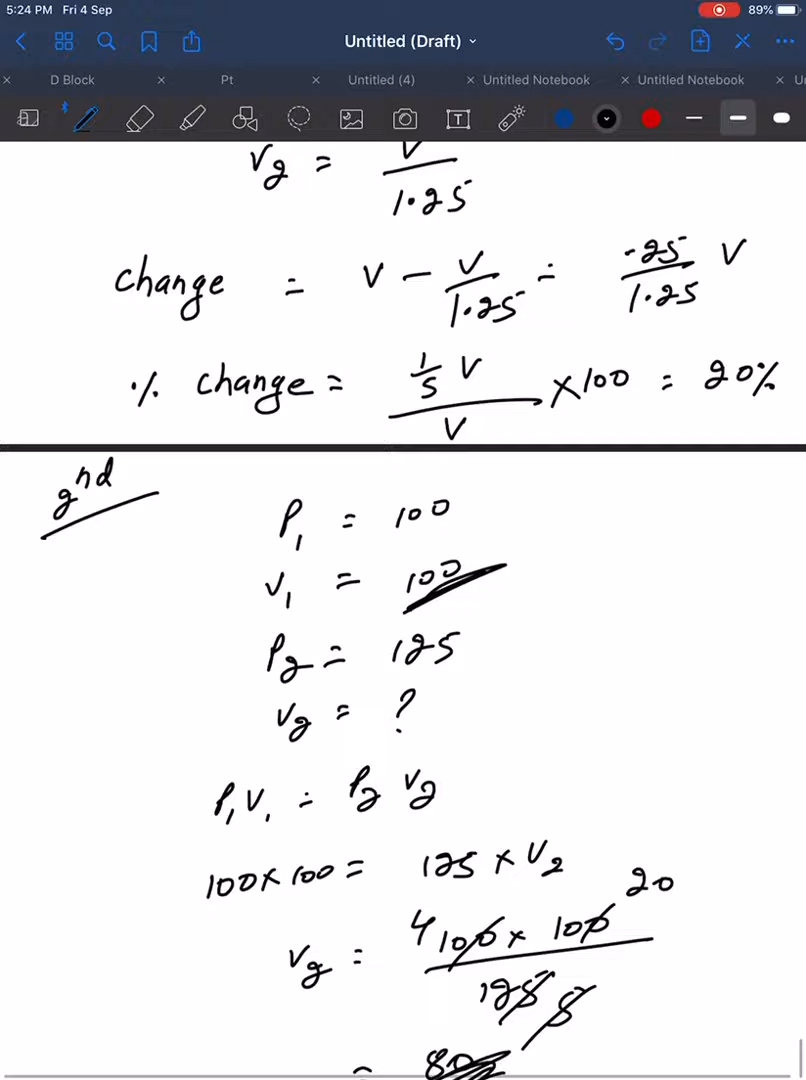 5:24 PM Fri 4 Sep 89%
Untitled (Draft)
D Block × Pt × Untitled (4) × Untitled Notebook × Untitled Notebook ×
V2 = V/1.25
change = V - V/1.25 = .25/1.25 V
% change = 1/5 V / V × 100 = 20%
2nd
P1 = 100
V1 = 100
P2 = 125
V2 = ?
P1V1 = P2 V2
100 × 100 = 125 × V2
V2 = 4 100 × 100 20 / 125 5
= 80